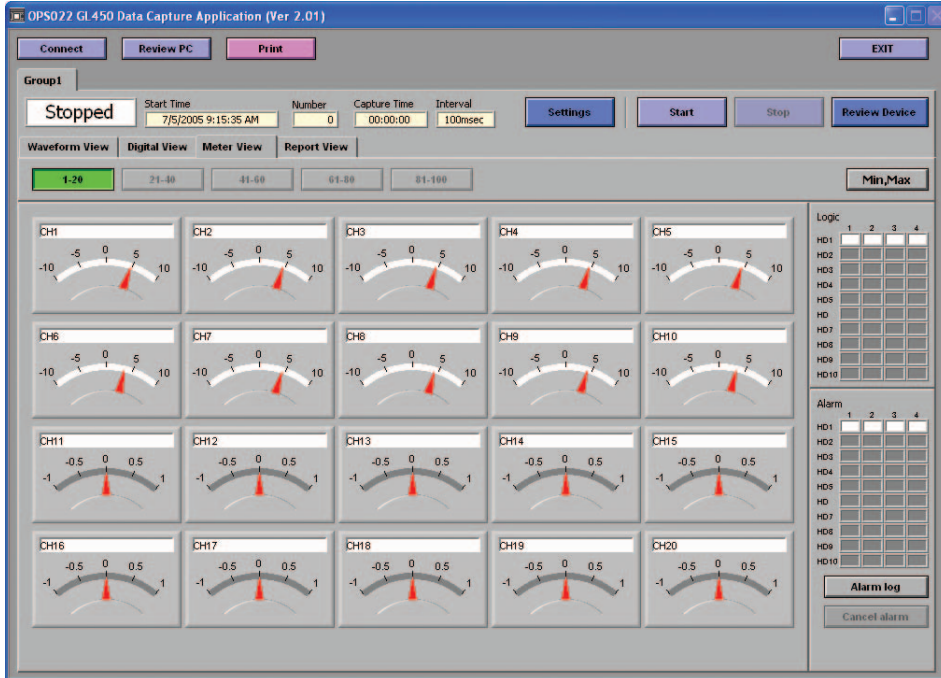 OPS022 GL450 Data Capture Application (Ver 2.01)
Connect Review PC Print EXIT
Group1
Stopped
Start Time Number Capture Time Interval
7/5/2005 9:15:35 AM 0 00:00:00 100msec
Settings Start Stop Review Device
Waveform View Digital View Meter View Report View
1-20 21-40 41-60 61-80 81-100 Min,Max
CH1 CH2 CH3 CH4 CH5
-10 -5 0 5 10 -10 -5 0 5 10 -10 -5 0 5 10 -10 -5 0 5 10 -10 -5 0 5 10
CH6 CH7 CH8 CH9 CH10
-10 -5 0 5 10 -10 -5 0 5 10 -10 -5 0 5 10 -10 -5 0 5 10 -10 -5 0 5 10
CH11 CH12 CH13 CH14 CH15
-1 -0.5 0 0.5 1 -1 -0.5 0 0.5 1 -1 -0.5 0 0.5 1 -1 -0.5 0 0.5 1 -1 -0.5 0 0.5 1
CH16 CH17 CH18 CH19 CH20
-1 -0.5 0 0.5 1 -1 -0.5 0 0.5 1 -1 -0.5 0 0.5 1 -1 -0.5 0 0.5 1 -1 -0.5 0 0.5 1
Logic
1 2 3 4
HD1
HD2
HD3
HD4
HD5
HD
HD7
HD8
HD9
HD10
Alarm
1 2 3 4
HD1
HD2
HD3
HD4
HD5
HD
HD7
HD8
HD9
HD10
Alarm log
Cancel alarm